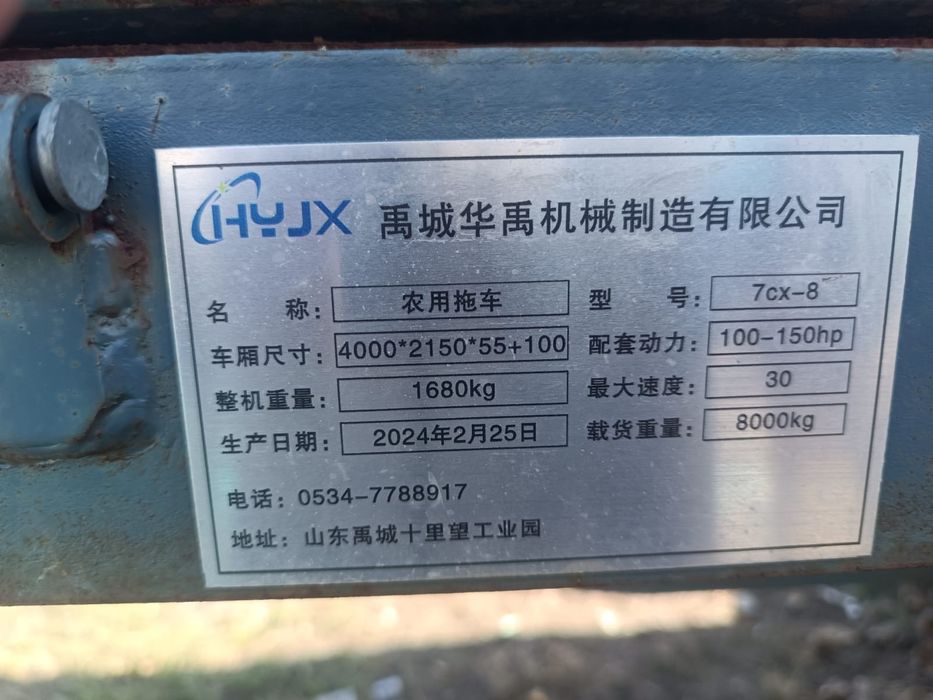 HYJX 禹城华禹机械制造有限公司
名 称: 农用拖车 型 号: 7cx-8
车厢尺寸: 4000*2150*55+100 配套动力: 100-150hp
整机重量: 1680kg 最大速度: 30
生产日期: 2024年2月25日 载货重量: 8000kg
电话: 0534-7788917
地址: 山东禹城十里望工业园